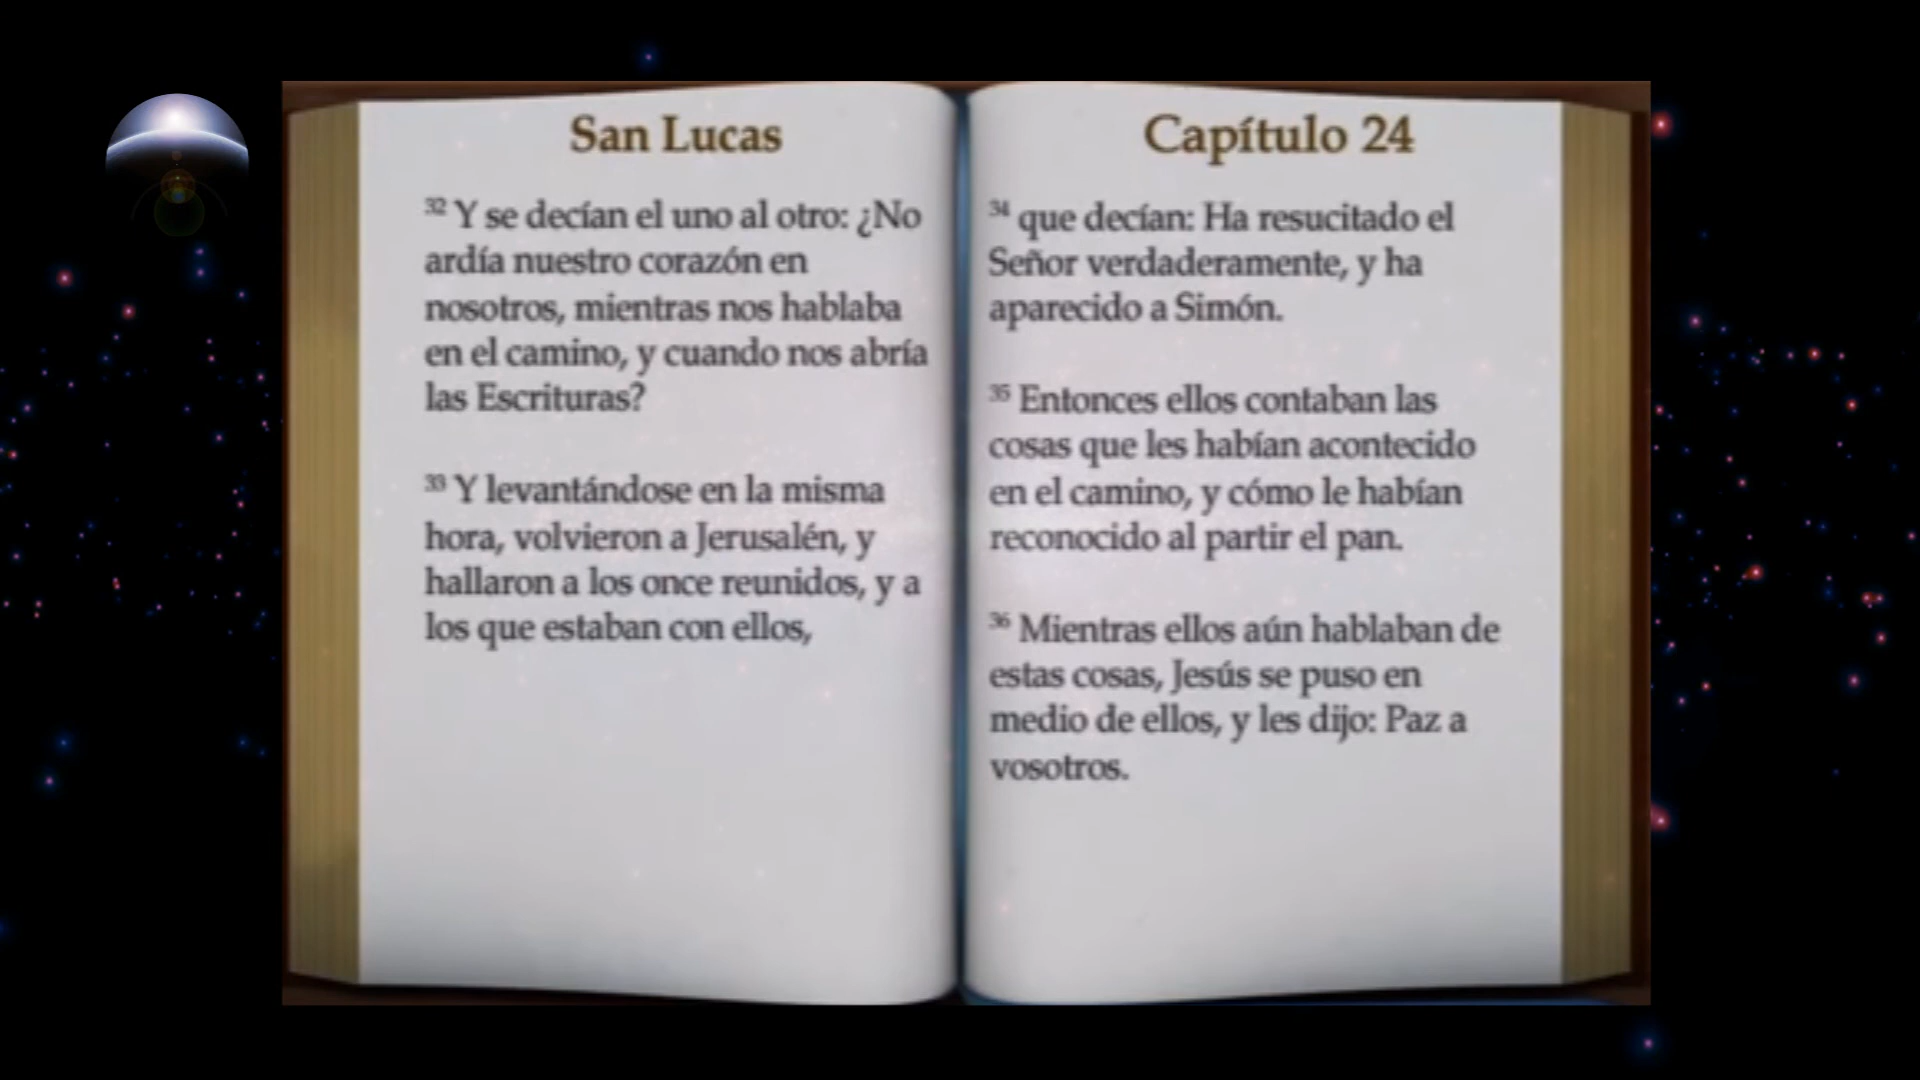 San Lucas
32 Y se decían el uno al otro: ¿No
ardía nuestro corazón en
nosotros, mientras nos hablaba
en el camino, y cuando nos abría
las Escrituras?
33 Y levantándose en la misma
hora, volvieron a Jerusalén, y
hallaron a los once reunidos, y a
los que estaban con ellos,
Capítulo 24
34 que decían: Ha resucitado el
Señor verdaderamente, y ha
aparecido a Simón.
35 Entonces ellos contaban las
cosas que les habían acontecido
en el camino, y cómo le habían
reconocido al partir el pan.
36 Mientras ellos aún hablaban de
estas cosas, Jesús se puso en
medio de ellos, y les dijo: Paz a
vosotros.